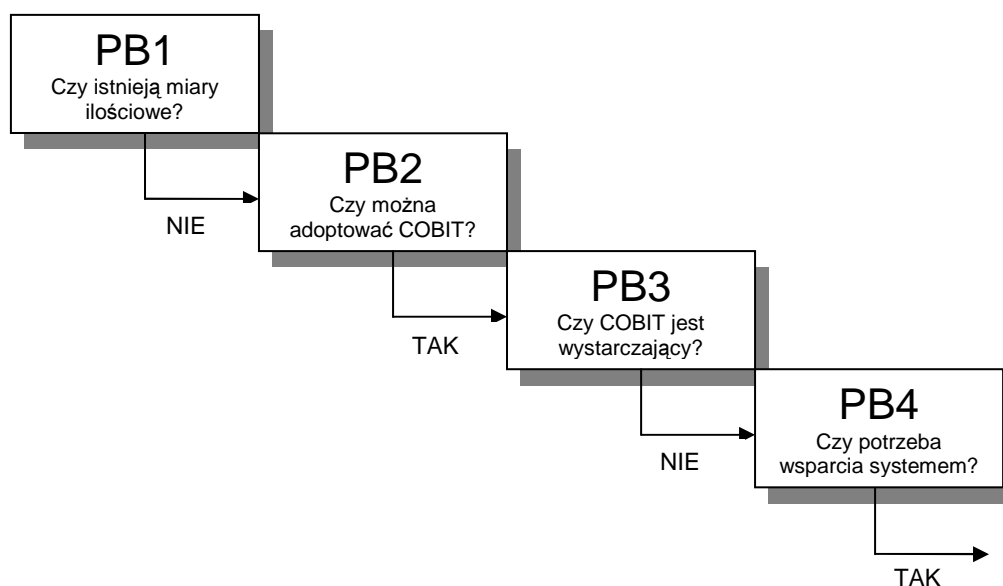 PB1
Czy istnieją miary
ilościowe?
NIE
PB2
Czy można
adoptować COBIT?
TAK
PB3
Czy COBIT jest
wystarczający?
NIE
PB4
Czy potrzeba
wsparcia systemem?
TAK